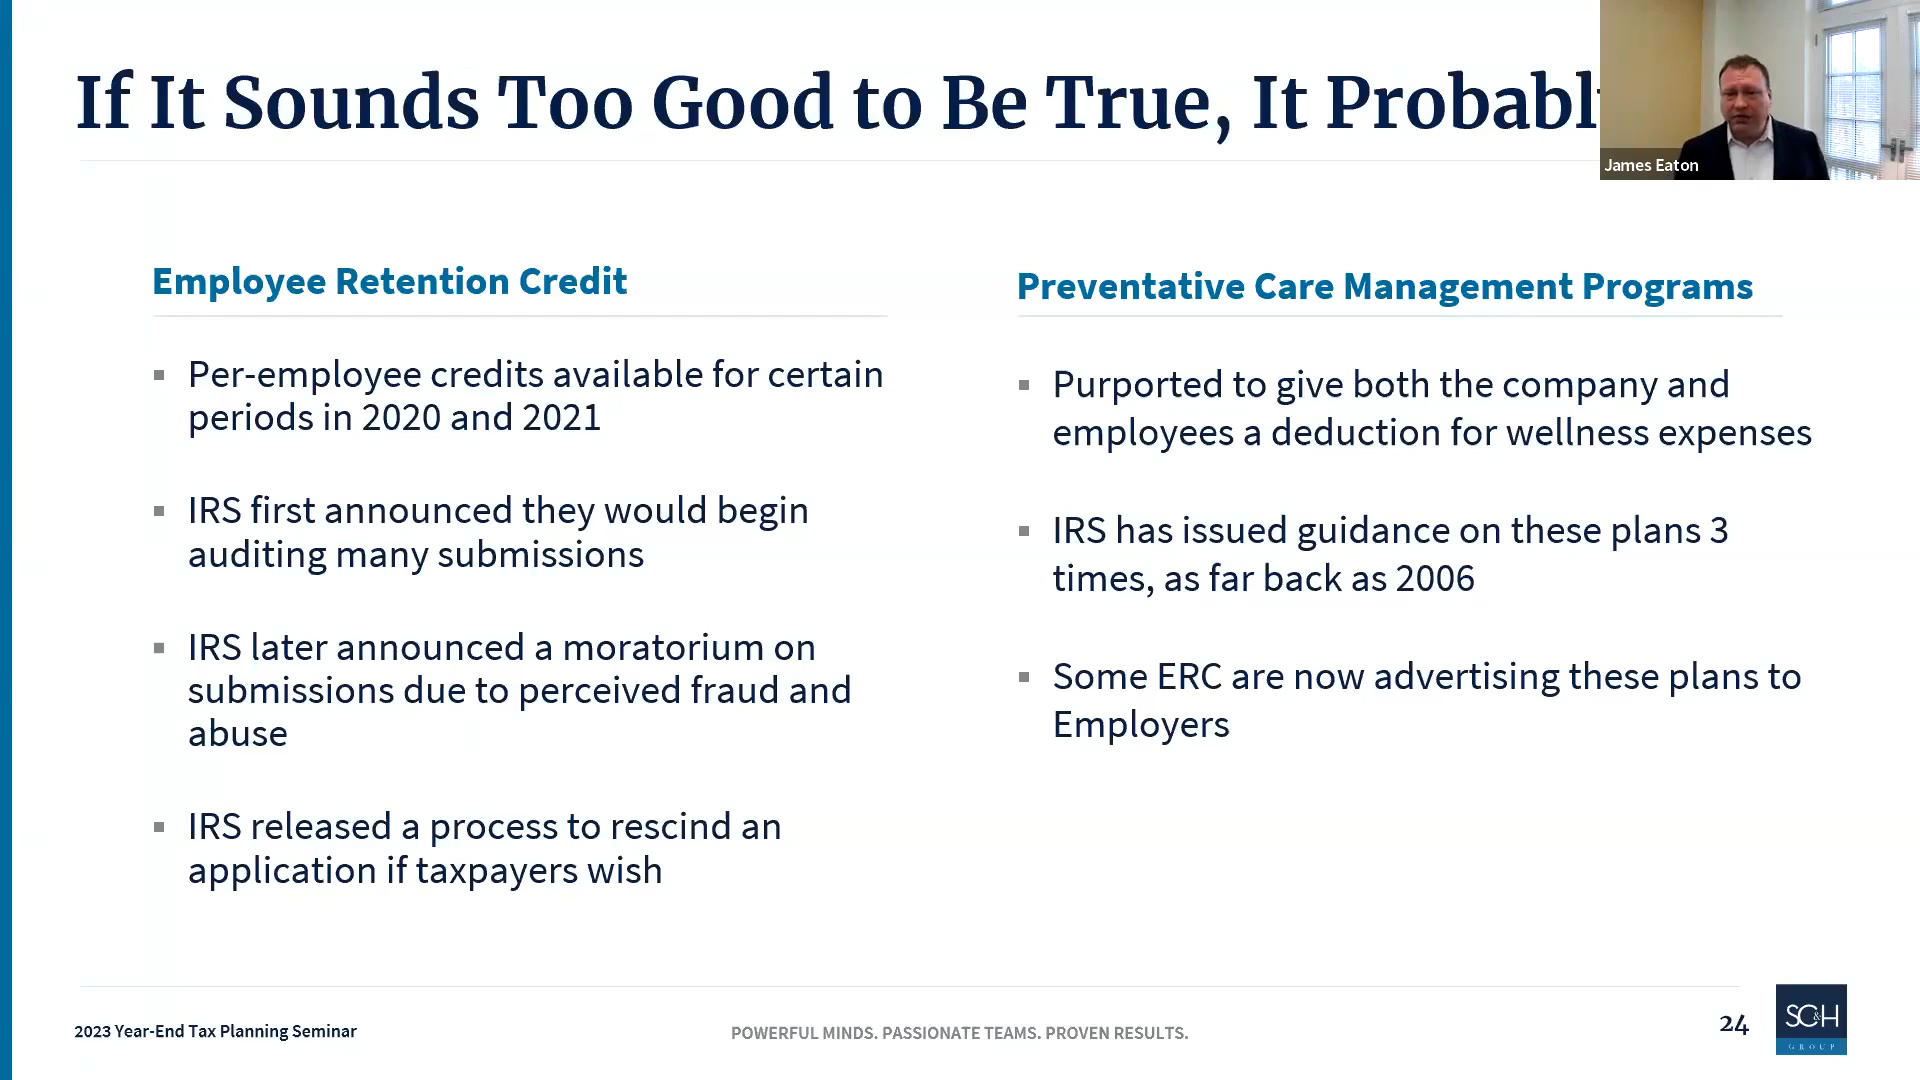 If It Sounds Too Good to Be True, It Probabl
James Eaton
Employee Retention Credit
Per-employee credits available for certain
periods in 2020 and 2021
IRS first announced they would begin
auditing many submissions
IRS later announced a moratorium on
submissions due to perceived fraud and
abuse
IRS released a process to rescind an
application if taxpayers wish
Preventative Care Management Programs
Purported to give both the company and
employees a deduction for wellness expenses
IRS has issued guidance on these plans 3
times, as far back as 2006
Some ERC are now advertising these plans to
Employers
2023 Year-End Tax Planning Seminar
POWERFUL MINDS. PASSIONATE TEAMS. PROVEN RESULTS.
24
SC&H
GROUP